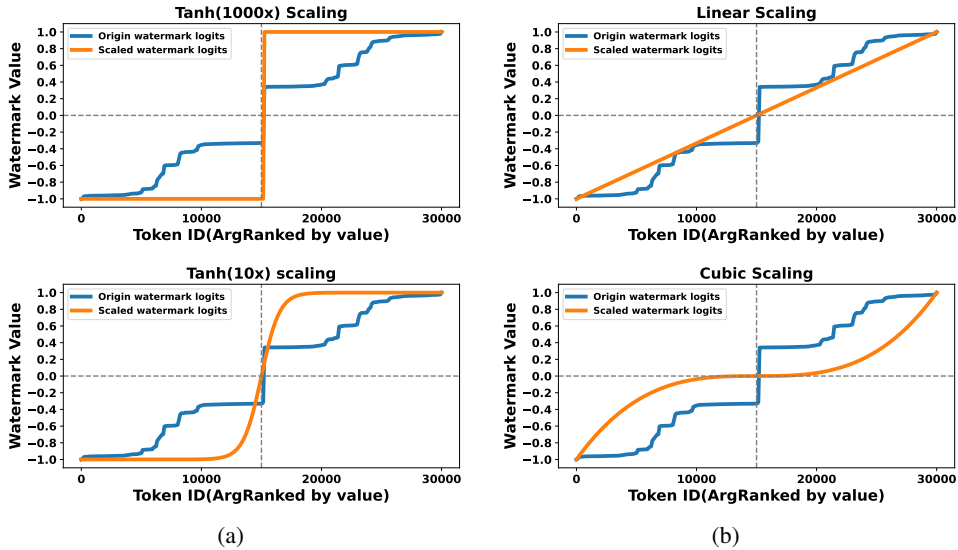 Tanh(1000x) Scaling
Origin watermark logits
Scaled watermark logits
Watermark Value
1.0
0.8
0.6
0.4
0.2
0.0
−0.2
−0.4
−0.6
−0.8
−1.0
0 10000 20000 30000
Token ID(ArgRanked by value)
Tanh(10x) scaling
Origin watermark logits
Scaled watermark logits
Watermark Value
1.0
0.8
0.6
0.4
0.2
0.0
−0.2
−0.4
−0.6
−0.8
−1.0
0 10000 20000 30000
Token ID(ArgRanked by value)
(a)
Linear Scaling
Origin watermark logits
Scaled watermark logits
Watermark Value
1.0
0.8
0.6
0.4
0.2
0.0
−0.2
−0.4
−0.6
−0.8
−1.0
0 10000 20000 30000
Token ID(ArgRanked by value)
Cubic Scaling
Origin watermark logits
Scaled watermark logits
Watermark Value
1.0
0.8
0.6
0.4
0.2
0.0
−0.2
−0.4
−0.6
−0.8
−1.0
0 10000 20000 30000
Token ID(ArgRanked by value)
(b)